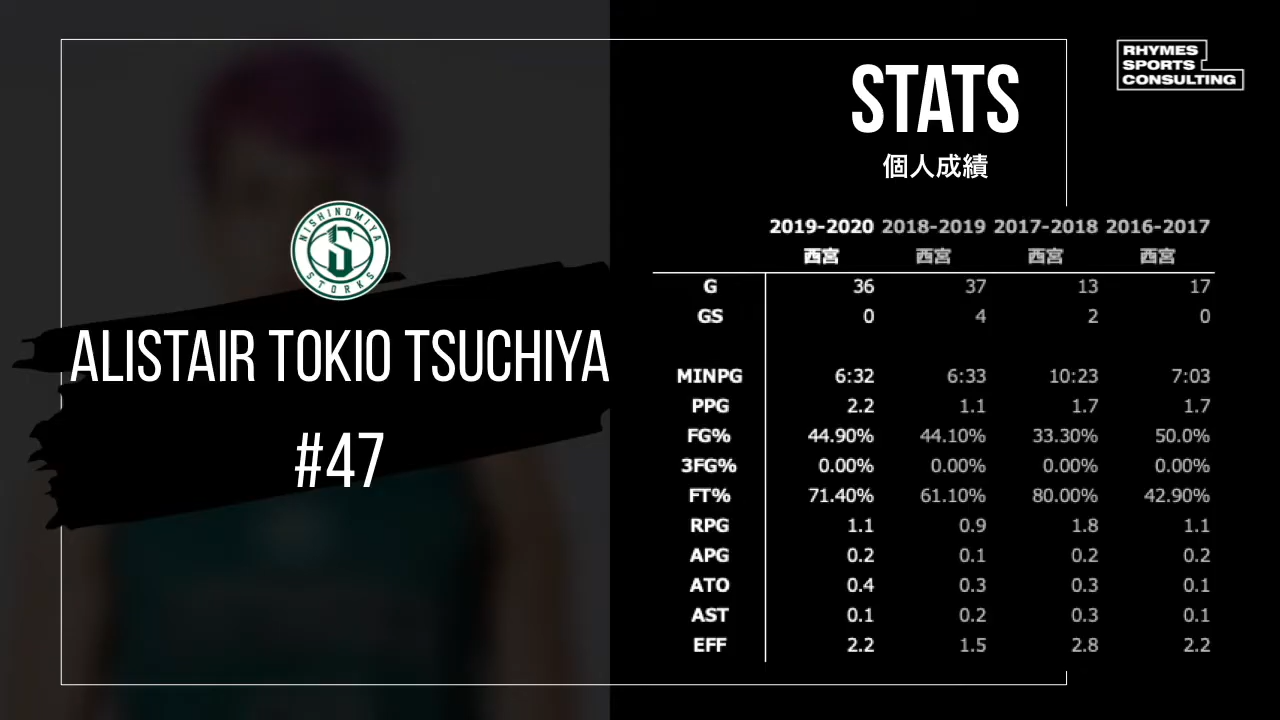 RHYMES
SPORTS
CONSULTING
STATS
個人成績
NISHINOMIYA
S
STORKS
ALISTAIR TOKIO TSUCHIYA
#47
2019-2020 2018-2019 2017-2018 2016-2017
西宮 西宮 西宮 西宮
G 36 37 13 17
GS 0 4 2 0
MINPG 6:32 6:33 10:23 7:03
PPG 2.2 1.1 1.7 1.7
FG% 44.90% 44.10% 33.30% 50.0%
3FG% 0.00% 0.00% 0.00% 0.00%
FT% 71.40% 61.10% 80.00% 42.90%
RPG 1.1 0.9 1.8 1.1
APG 0.2 0.1 0.2 0.2
ATO 0.4 0.3 0.3 0.1
AST 0.1 0.2 0.3 0.1
EFF 2.2 1.5 2.8 2.2